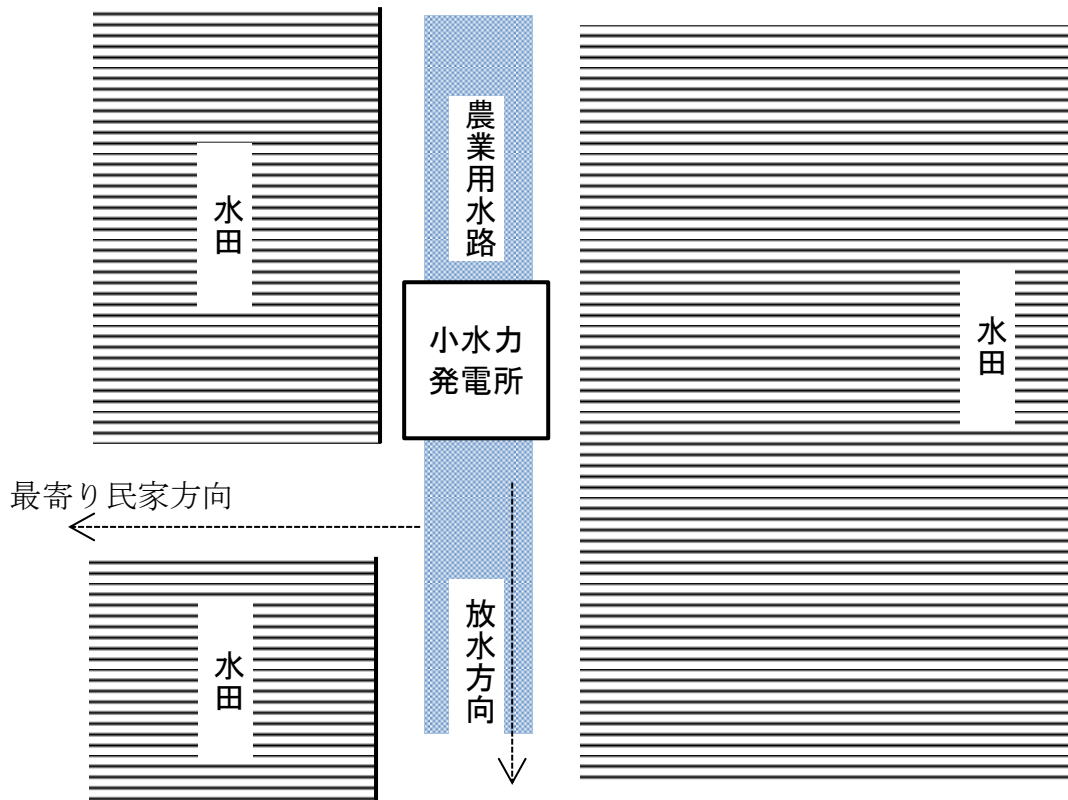 農業用水路
水田
水田
小水力
発電所
最寄り民家方向
放水方向
水田